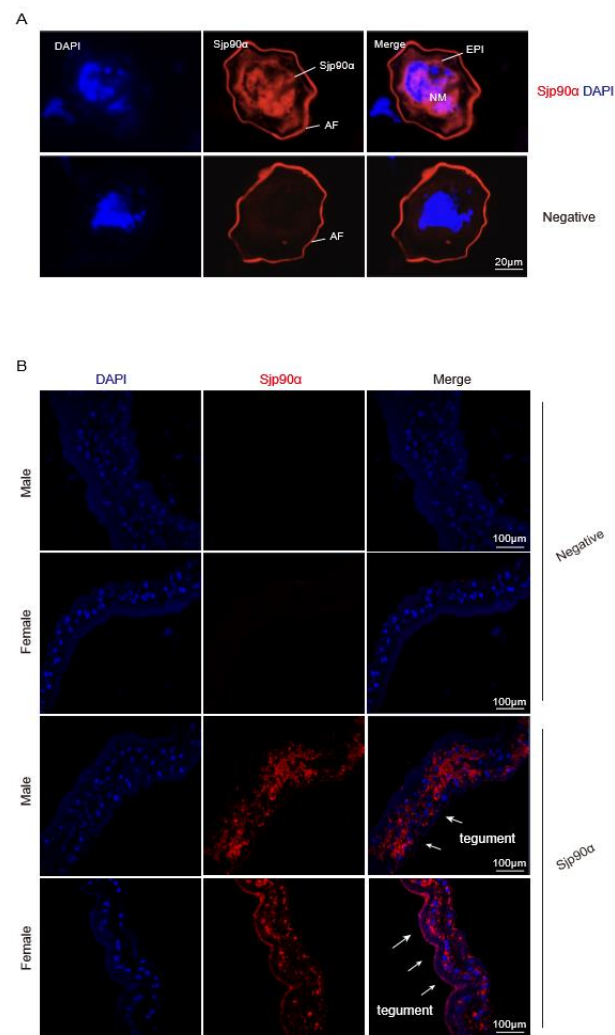 A
DAPI
Sjp90α
Sjp90α
AF
Merge
EPI
NM
Sjp90α DAPI
AF
20μm
Negative
B
DAPI Sjp90α Merge
Male
100μm
Female
100μm
Negative
Male
tegument
100μm
Female
tegument
100μm
Sjp90α